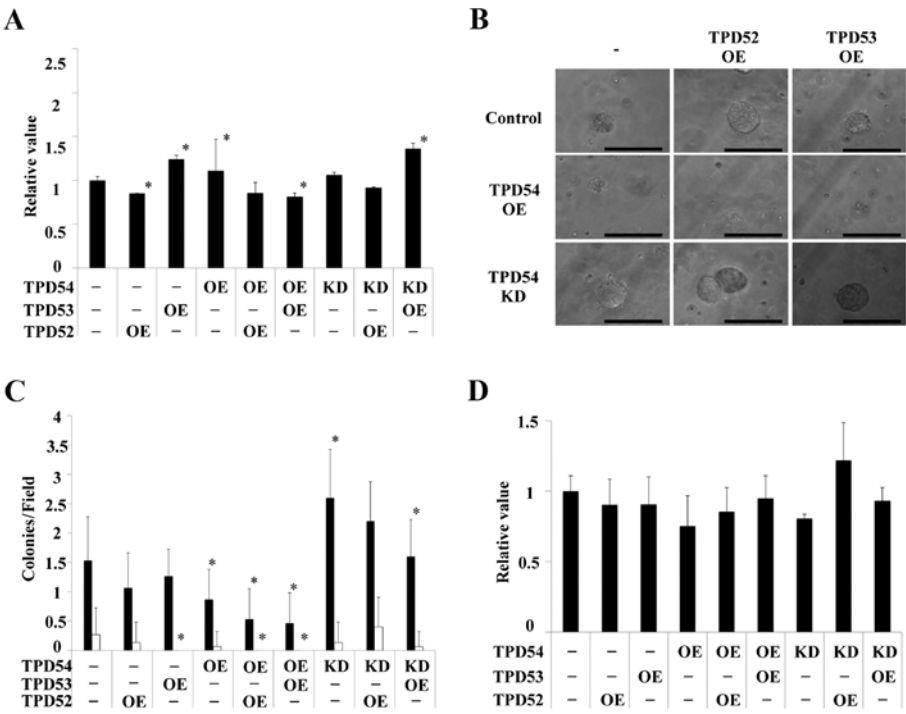 A
Relative value
2.5
2
1.5
1
0.5
0
* * * * *
TPD54 – – – OE OE OE KD KD KD
TPD53 – – OE – – OE – – OE
TPD52 – OE – – OE – – OE –
B
- TPD52 OE TPD53 OE
Control
TPD54
OE
TPD54
KD
C
Colonies/Field
4
3.5
3
2.5
2
1.5
1
0.5
0
* * * * * * * *
TPD54 – – – OE OE OE KD KD KD
TPD53 – – OE – – OE – – OE
TPD52 – OE – – OE – – OE –
D
Relative value
1.5
1
0.5
0
TPD54 – – – OE OE OE KD KD KD
TPD53 – – OE – – OE – – OE
TPD52 – OE – – OE – – OE –